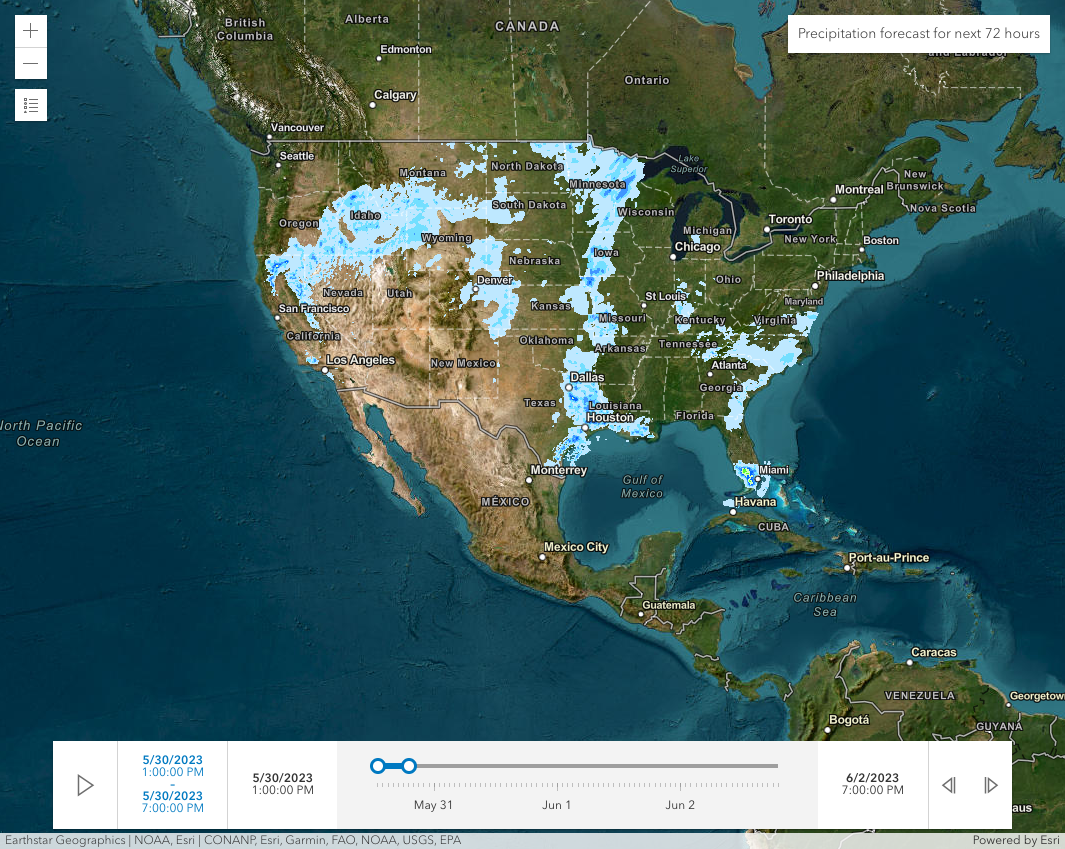 Precipitation forecast for next 72 hours
British
Columbia
Alberta
CANADA
Edmonton
Ontario
Calgary
Vancouver
Seattle
Lake
Superior
Montana
North Dakota
Minnesota
New
Brunswick
Montreal
Nova Scotia
South Dakota
Wisconsin
Idaho
Oregon
Toronto
Michigan
New York
Boston
Wyoming
Chicago
Iowa
Nebraska
Philadelphia
Denver
Ohio
Nevada
Utah
St Louis
Maryland
San Francisco
Kansas
Missouri
Kentucky
Virginia
California
Oklahoma
Arkansas
Tennessee
Los Angeles
New Mexico
Atlanta
Dallas
Georgia
Texas
Louisiana
Houston
Florida
North Pacific
Ocean
Monterrey
Miami
Gulf of
Mexico
MÉXICO
Havana
CUBA
Mexico City
Port-au-Prince
Caribbean
Sea
Guatemala
Caracas
VENEZUELA
Bogotá
GUYANA
5/30/2023
1:00:00 PM
-
5/30/2023
7:00:00 PM
5/30/2023
1:00:00 PM
May 31
Jun 1
Jun 2
6/2/2023
7:00:00 PM
Earthstar Geographics | NOAA, Esri | CONANP, Esri, Garmin, FAO, NOAA, USGS, EPA
Powered by Esri